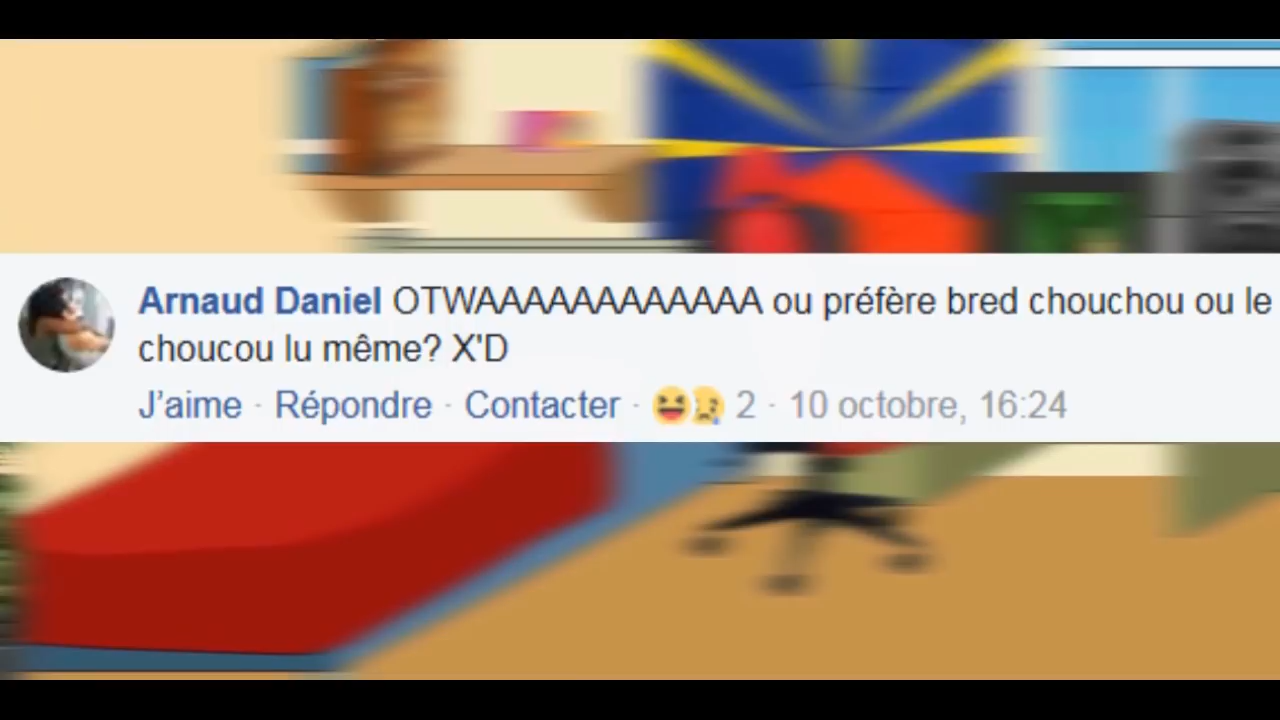 Arnaud Daniel OTWAAAAAAAAAAAA ou préfère bred chouchou ou le
choucou lu même? X'D
J'aime · Répondre · Contacter · 😆😢 2 · 10 octobre, 16:24